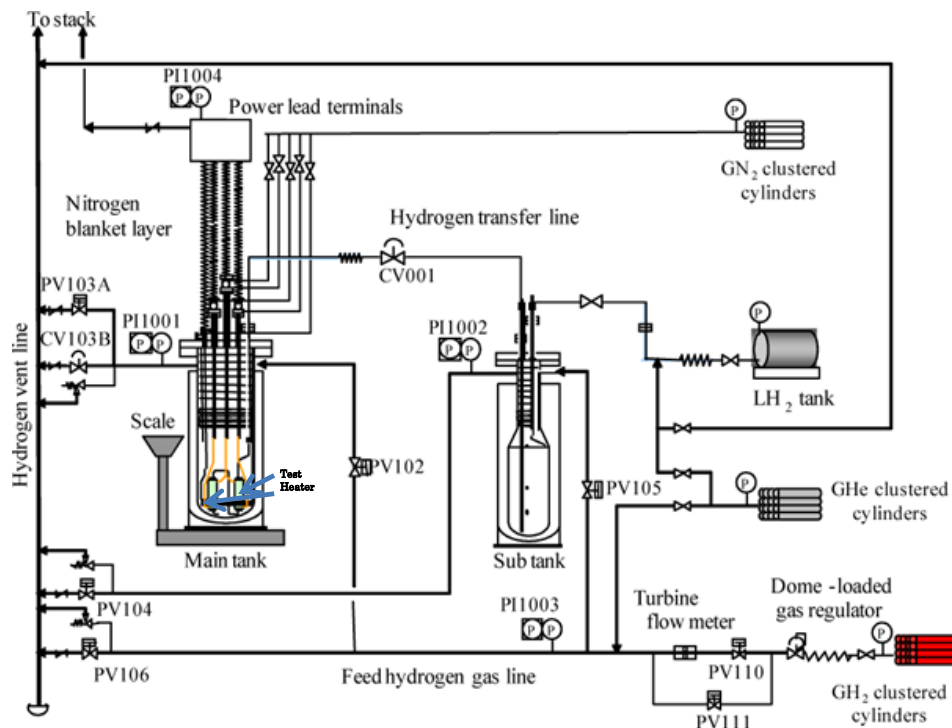 To stack
PI1004
P P
Power lead terminals
P
GN2 clustered
cylinders
Nitrogen
blanket layer
Hydrogen transfer line
CV001
PV103A
PI1001
P P
CV103B
PI1002
P P
P
LH2 tank
Hydrogen vent line
Scale
Test
Heater
PV102
PV105
P
GHe clustered
cylinders
Main tank
Sub tank
PV104
PI1003
P P
Turbine
flow meter
Dome -loaded
gas regulator
P
PV106
Feed hydrogen gas line
PV110
PV111
GH2 clustered
cylinders